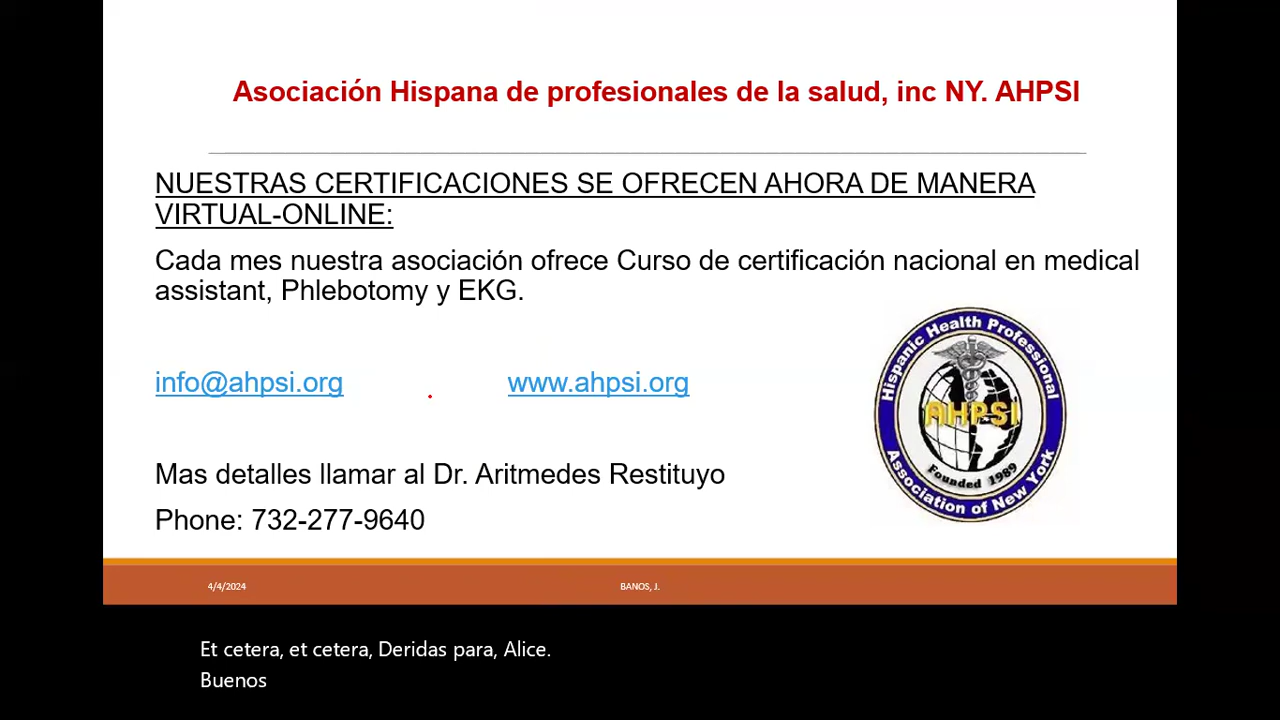 Asociación Hispana de profesionales de la salud, inc NY. AHPSI
NUESTRAS CERTIFICACIONES SE OFRECEN AHORA DE MANERA
VIRTUAL-ONLINE:
Cada mes nuestra asociación ofrece Curso de certificación nacional en medical
assistant, Phlebotomy y EKG.
info@ahpsi.org www.ahpsi.org
Hispanic Health Professional
AHPSI
Founded 1989
Association of New York
Mas detalles llamar al Dr. Aritmedes Restituyo
Phone: 732-277-9640
4/4/2024 BANOS, J.
Et cetera, et cetera, Deridas para, Alice.
Buenos